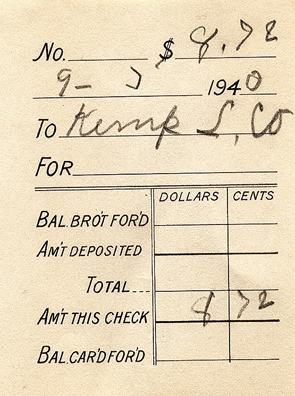 No. $ 8.72
9- 7 1940
To Kemp L, Co
FOR
DOLLARS CENTS
BAL.BRO'T FOR'D
AM'T DEPOSITED
TOTAL
AM'T THIS CHECK 8 72
BAL.CAR'D FOR'D